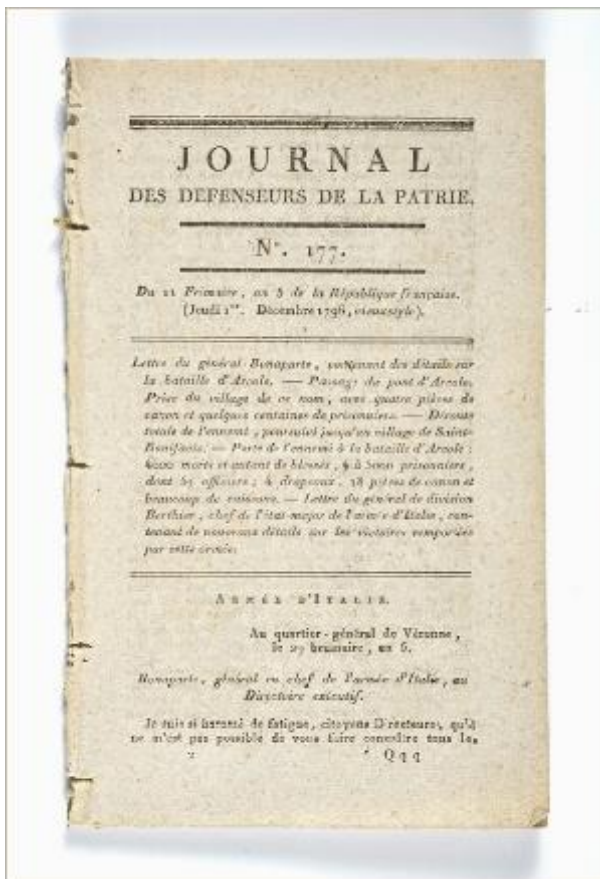 JOURNAL
DES DEFENSEURS DE LA PATRIE.
N°. 177.
Du 11 Frimaire, an 5 de la République française.
(Jeudi 1er. Décembre 1796, vieux style).
Lettre du général Bonaparte, contenant des détails sur
la bataille d'Arcole. — Passage du pont d'Arcole.
Prise du village de ce nom, avec quatre pièces de
canon et quelques centaines de prisonniers. — Déroute
totale de l'ennemi, poursuivi jusqu'au village de Saint-
Bonifacio. — Perte de l'ennemi à la bataille d'Arcole :
4000 morts et autant de blessés, 4 à 5000 prisonniers,
dont officiers ; 4 drapeaux, 18 pièces de canon et
beaucoup de caissons. — Lettre du général de division
Berthier, chef de l'état-major de l'armée d'Italie, con-
tenant de nouveaux détails sur les victoires remportées
par cette armée.
ARMÉE D'ITALIE.
Au quartier-général de Véronne,
le 29 brumaire, an 5.
Bonaparte, général en chef de l'armée d'Italie, au
Directoire exécutif.
Je suis si harassé de fatigue, citoyens Directeurs, qu'il
ne m'est pas possible de vous faire connaître tous les
Qqq